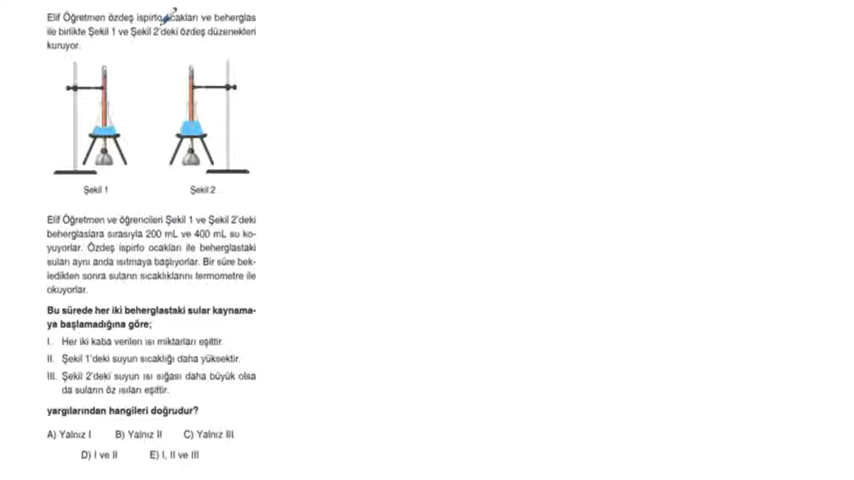 Elif Öğretmen özdeş ispirto ocakları ve beherglas
ile birlikte Şekil 1 ve Şekil 2'deki özdeş düzenekleri
kuruyor.
Şekil 1
Şekil 2
Elif Öğretmen ve öğrencileri Şekil 1 ve Şekil 2'deki
beherglaslara sırasıyla 200 mL ve 400 mL su ko-
yuyorlar. Özdeş ispirto ocakları ile beherglastaki
suları aynı anda ısıtmaya başlıyorlar. Bir süre bek-
ledikten sonra suların sıcaklıklarını termometre ile
okuyorlar.
Bu sürede her iki beherglastaki sular kaynama-
ya başlamadığına göre;
I. Her iki kaba verilen ısı miktarları eşittir.
II. Şekil 1'deki suyun sıcaklığı daha yüksektir.
III. Şekil 2'deki suyun ısı sığası daha büyük olsa
da suların öz ısıları eşittir.
yargılarından hangileri doğrudur?
A) Yalnız I B) Yalnız II C) Yalnız III
D) I ve II E) I, II ve III